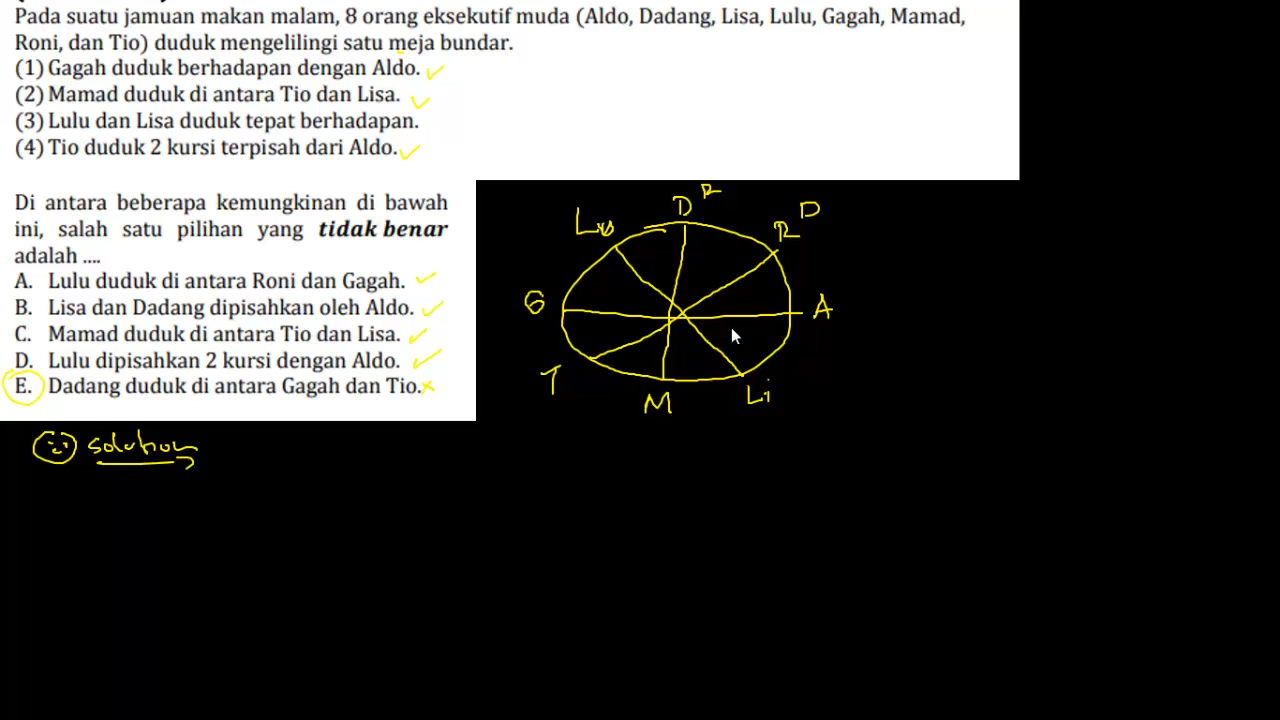 Pada suatu jamuan makan malam, 8 orang eksekutif muda (Aldo, Dadang, Lisa, Lulu, Gagah, Mamad,
Roni, dan Tio) duduk mengelilingi satu meja bundar.
(1) Gagah duduk berhadapan dengan Aldo.
(2) Mamad duduk di antara Tio dan Lisa.
(3) Lulu dan Lisa duduk tepat berhadapan.
(4) Tio duduk 2 kursi terpisah dari Aldo.
Di antara beberapa kemungkinan di bawah
ini, salah satu pilihan yang tidak benar
adalah ....
A. Lulu duduk di antara Roni dan Gagah.
B. Lisa dan Dadang dipisahkan oleh Aldo.
C. Mamad duduk di antara Tio dan Lisa.
D. Lulu dipisahkan 2 kursi dengan Aldo.
E. Dadang duduk di antara Gagah dan Tio.
D R
Lu
R D
G
A
T
M
Li
solution